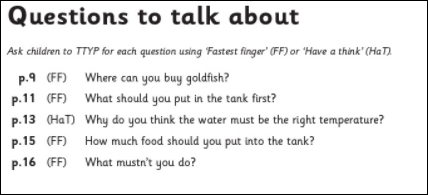 Questions to talk about
Ask children to TTYP for each question using 'Fastest finger' (FF) or 'Have a think' (HaT).
p.9 (FF) Where can you buy goldfish?
p.11 (FF) What should you put in the tank first?
p.13 (HaT) Why do you think the water must be the right temperature?
p.15 (FF) How much food should you put into the tank?
p.16 (FF) What mustn't you do?